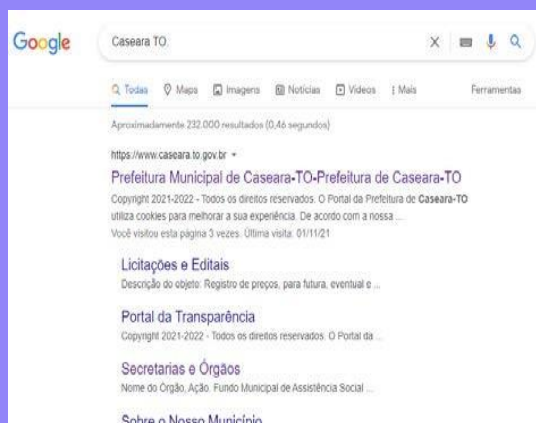 Google
Caseara TO.
Todas Maps Imagens Notícias Vídeos Mais Ferramentas
Aproximadamente 232.000 resultados (0,46 segundos)
https://www.caseara.to.gov.br
Prefeitura Municipal de Caseara-TO-Prefeitura de Caseara-TO
Copyright 2021-2022 - Todos os direitos reservados. O Portal da Prefeitura de Caseara-TO
utiliza cookies para melhorar a sua experiência. De acordo com a nossa ...
Você visitou esta página 3 vezes. Última visita: 01/11/21
Licitações e Editais
Descrição do objeto: Registro de preços, para futura, eventual e ...
Portal da Transparência
Copyright 2021-2022 - Todos os direitos reservados. O Portal da ...
Secretarias e Órgãos
Nome do Órgão, Ação. Fundo Municipal de Assistência Social ...
Sobre o Nosso Município